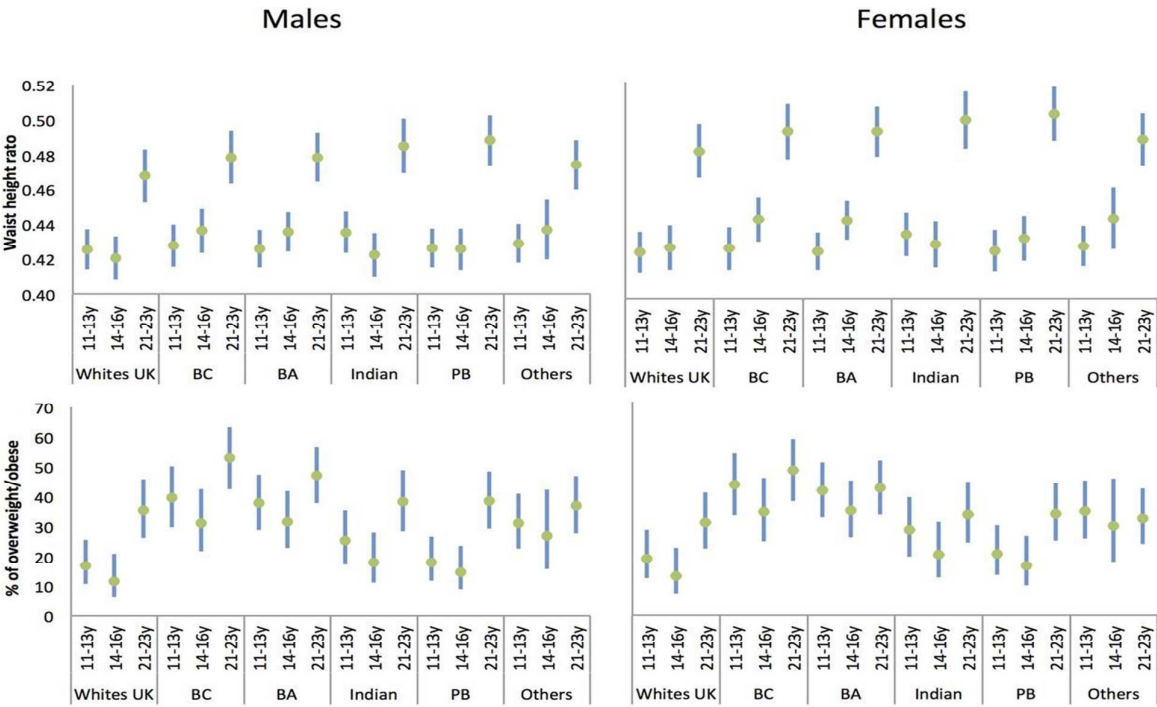 Males Females
Waist height rato
0.52
0.50
0.48
0.46
0.44
0.42
0.40
11-13y 14-16y 21-23y 11-13y 14-16y 21-23y 11-13y 14-16y 21-23y 11-13y 14-16y 21-23y 11-13y 14-16y 21-23y 11-13y 14-16y 21-23y
Whites UK BC BA Indian PB Others
11-13y 14-16y 21-23y 11-13y 14-16y 21-23y 11-13y 14-16y 21-23y 11-13y 14-16y 21-23y 11-13y 14-16y 21-23y 11-13y 14-16y 21-23y
Whites UK BC BA Indian PB Others
% of overweight/obese
70
60
50
40
30
20
10
0
11-13y 14-16y 21-23y 11-13y 14-16y 21-23y 11-13y 14-16y 21-23y 11-13y 14-16y 21-23y 11-13y 14-16y 21-23y 11-13y 14-16y 21-23y
Whites UK BC BA Indian PB Others
11-13y 14-16y 21-23y 11-13y 14-16y 21-23y 11-13y 14-16y 21-23y 11-13y 14-16y 21-23y 11-13y 14-16y 21-23y 11-13y 14-16y 21-23y
Whites UK BC BA Indian PB Others